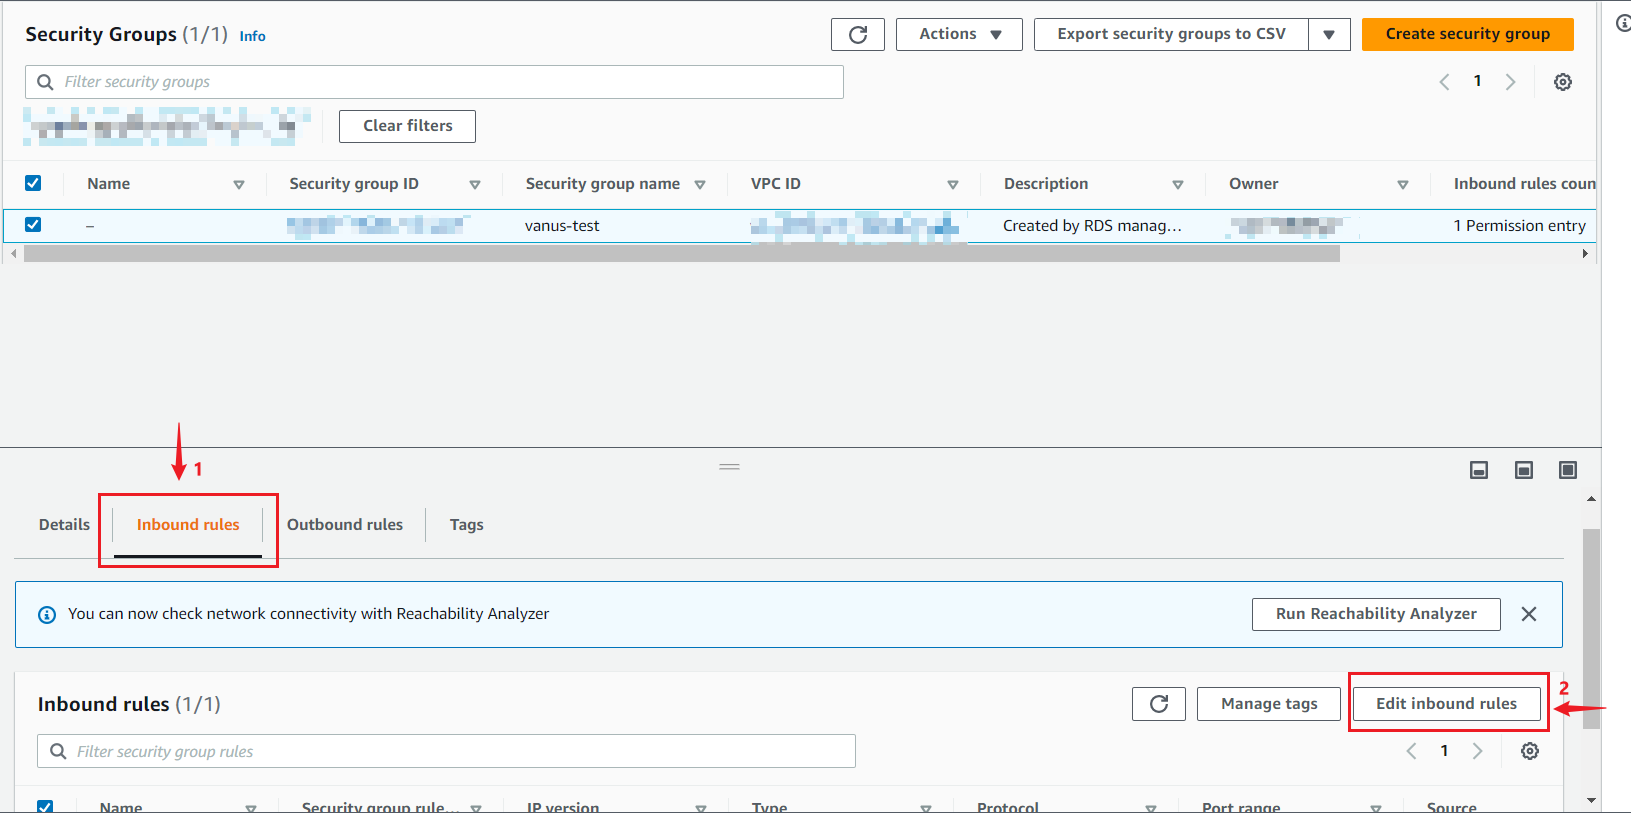 Security Groups (1/1) Info
Actions
Export security groups to CSV
Create security group
Filter security groups
1
Clear filters
Name
Security group ID
Security group name
VPC ID
Description
Owner
Inbound rules coun
–
vanus-test
Created by RDS manag...
1 Permission entry
1
Details
Inbound rules
Outbound rules
Tags
You can now check network connectivity with Reachability Analyzer
Run Reachability Analyzer
Inbound rules (1/1)
Manage tags
Edit inbound rules
2
Filter security group rules
1
Name
Security group rule...
IP version
Type
Protocol
Port range
Source